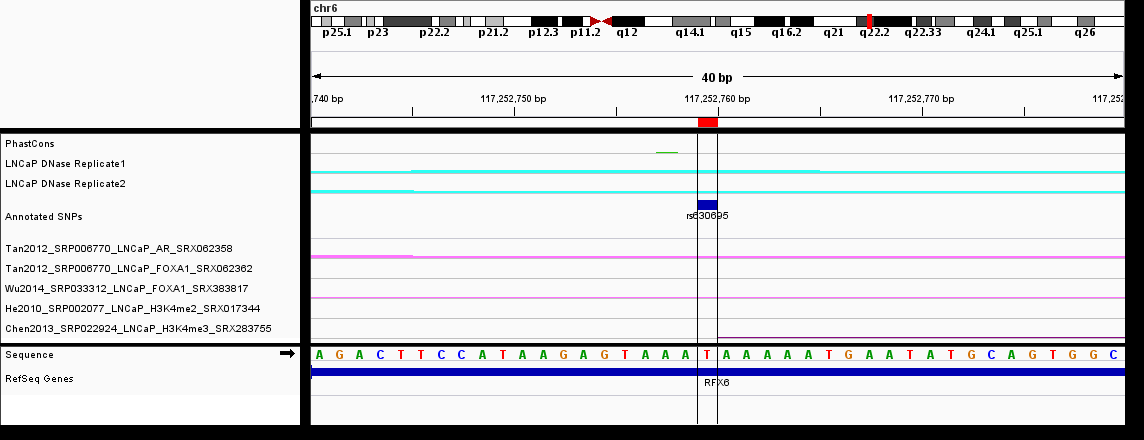 chr6
p25.1 p23 p22.2 p21.2 p12.3 p11.2 q12 q14.1 q15 q16.2 q21 q22.2 q22.33 q24.1 q25.1 q26
40 bp
,740 bp 117,252,750 bp 117,252,760 bp 117,252,770 bp 117,252
PhastCons
LNCaP DNase Replicate1
LNCaP DNase Replicate2
Annotated SNPs
rs630695
Tan2012_SRP006770_LNCaP_AR_SRX062358
Tan2012_SRP006770_LNCaP_FOXA1_SRX062362
Wu2014_SRP033312_LNCaP_FOXA1_SRX383817
He2010_SRP002077_LNCaP_H3K4me2_SRX017344
Chen2013_SRP022924_LNCaP_H3K4me3_SRX283755
Sequence A G A C T T C C A T A A G A G T A A A T A A A A A T G A A T A T G C A G T G G C
RefSeq Genes
RFX6